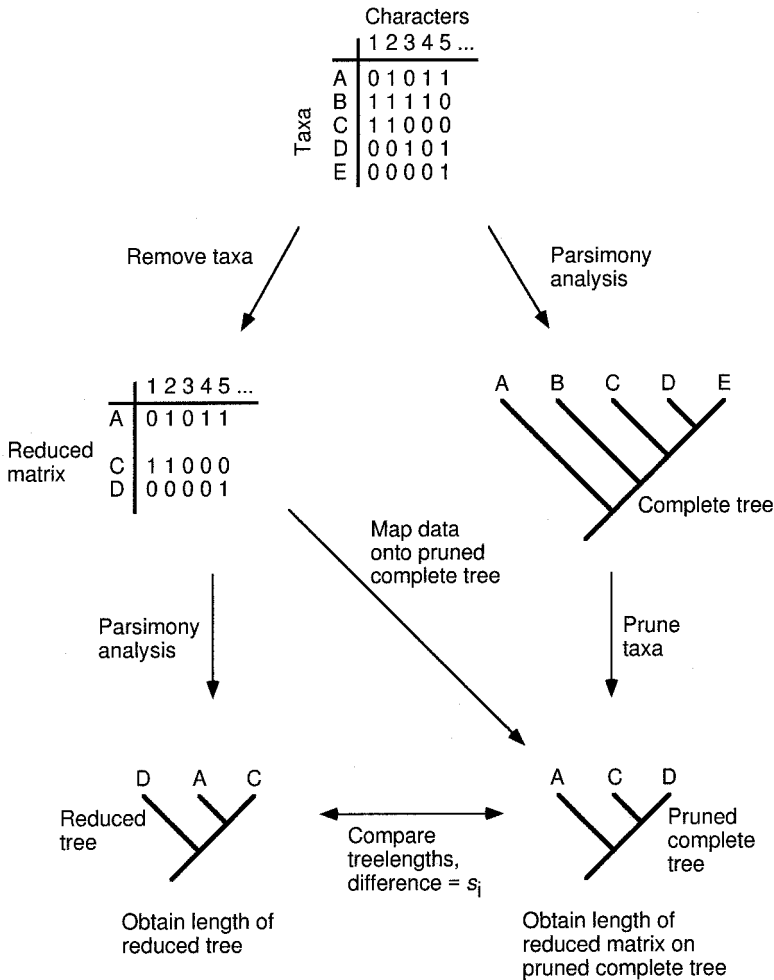 Characters
1 2 3 4 5 ...
Taxa
A 0 1 0 1 1
B 1 1 1 1 0
C 1 1 0 0 0
D 0 0 1 0 1
E 0 0 0 0 1
Remove taxa
Parsimony
analysis
1 2 3 4 5 ...
A 0 1 0 1 1
Reduced
matrix
C 1 1 0 0 0
D 0 0 0 0 1
A B C D E
Complete tree
Map data
onto pruned
complete tree
Parsimony
analysis
Prune
taxa
D A C
Reduced
tree
Compare
treelengths,
difference = si
A C D
Pruned
complete
tree
Obtain length of
reduced tree
Obtain length of
reduced matrix on
pruned complete tree